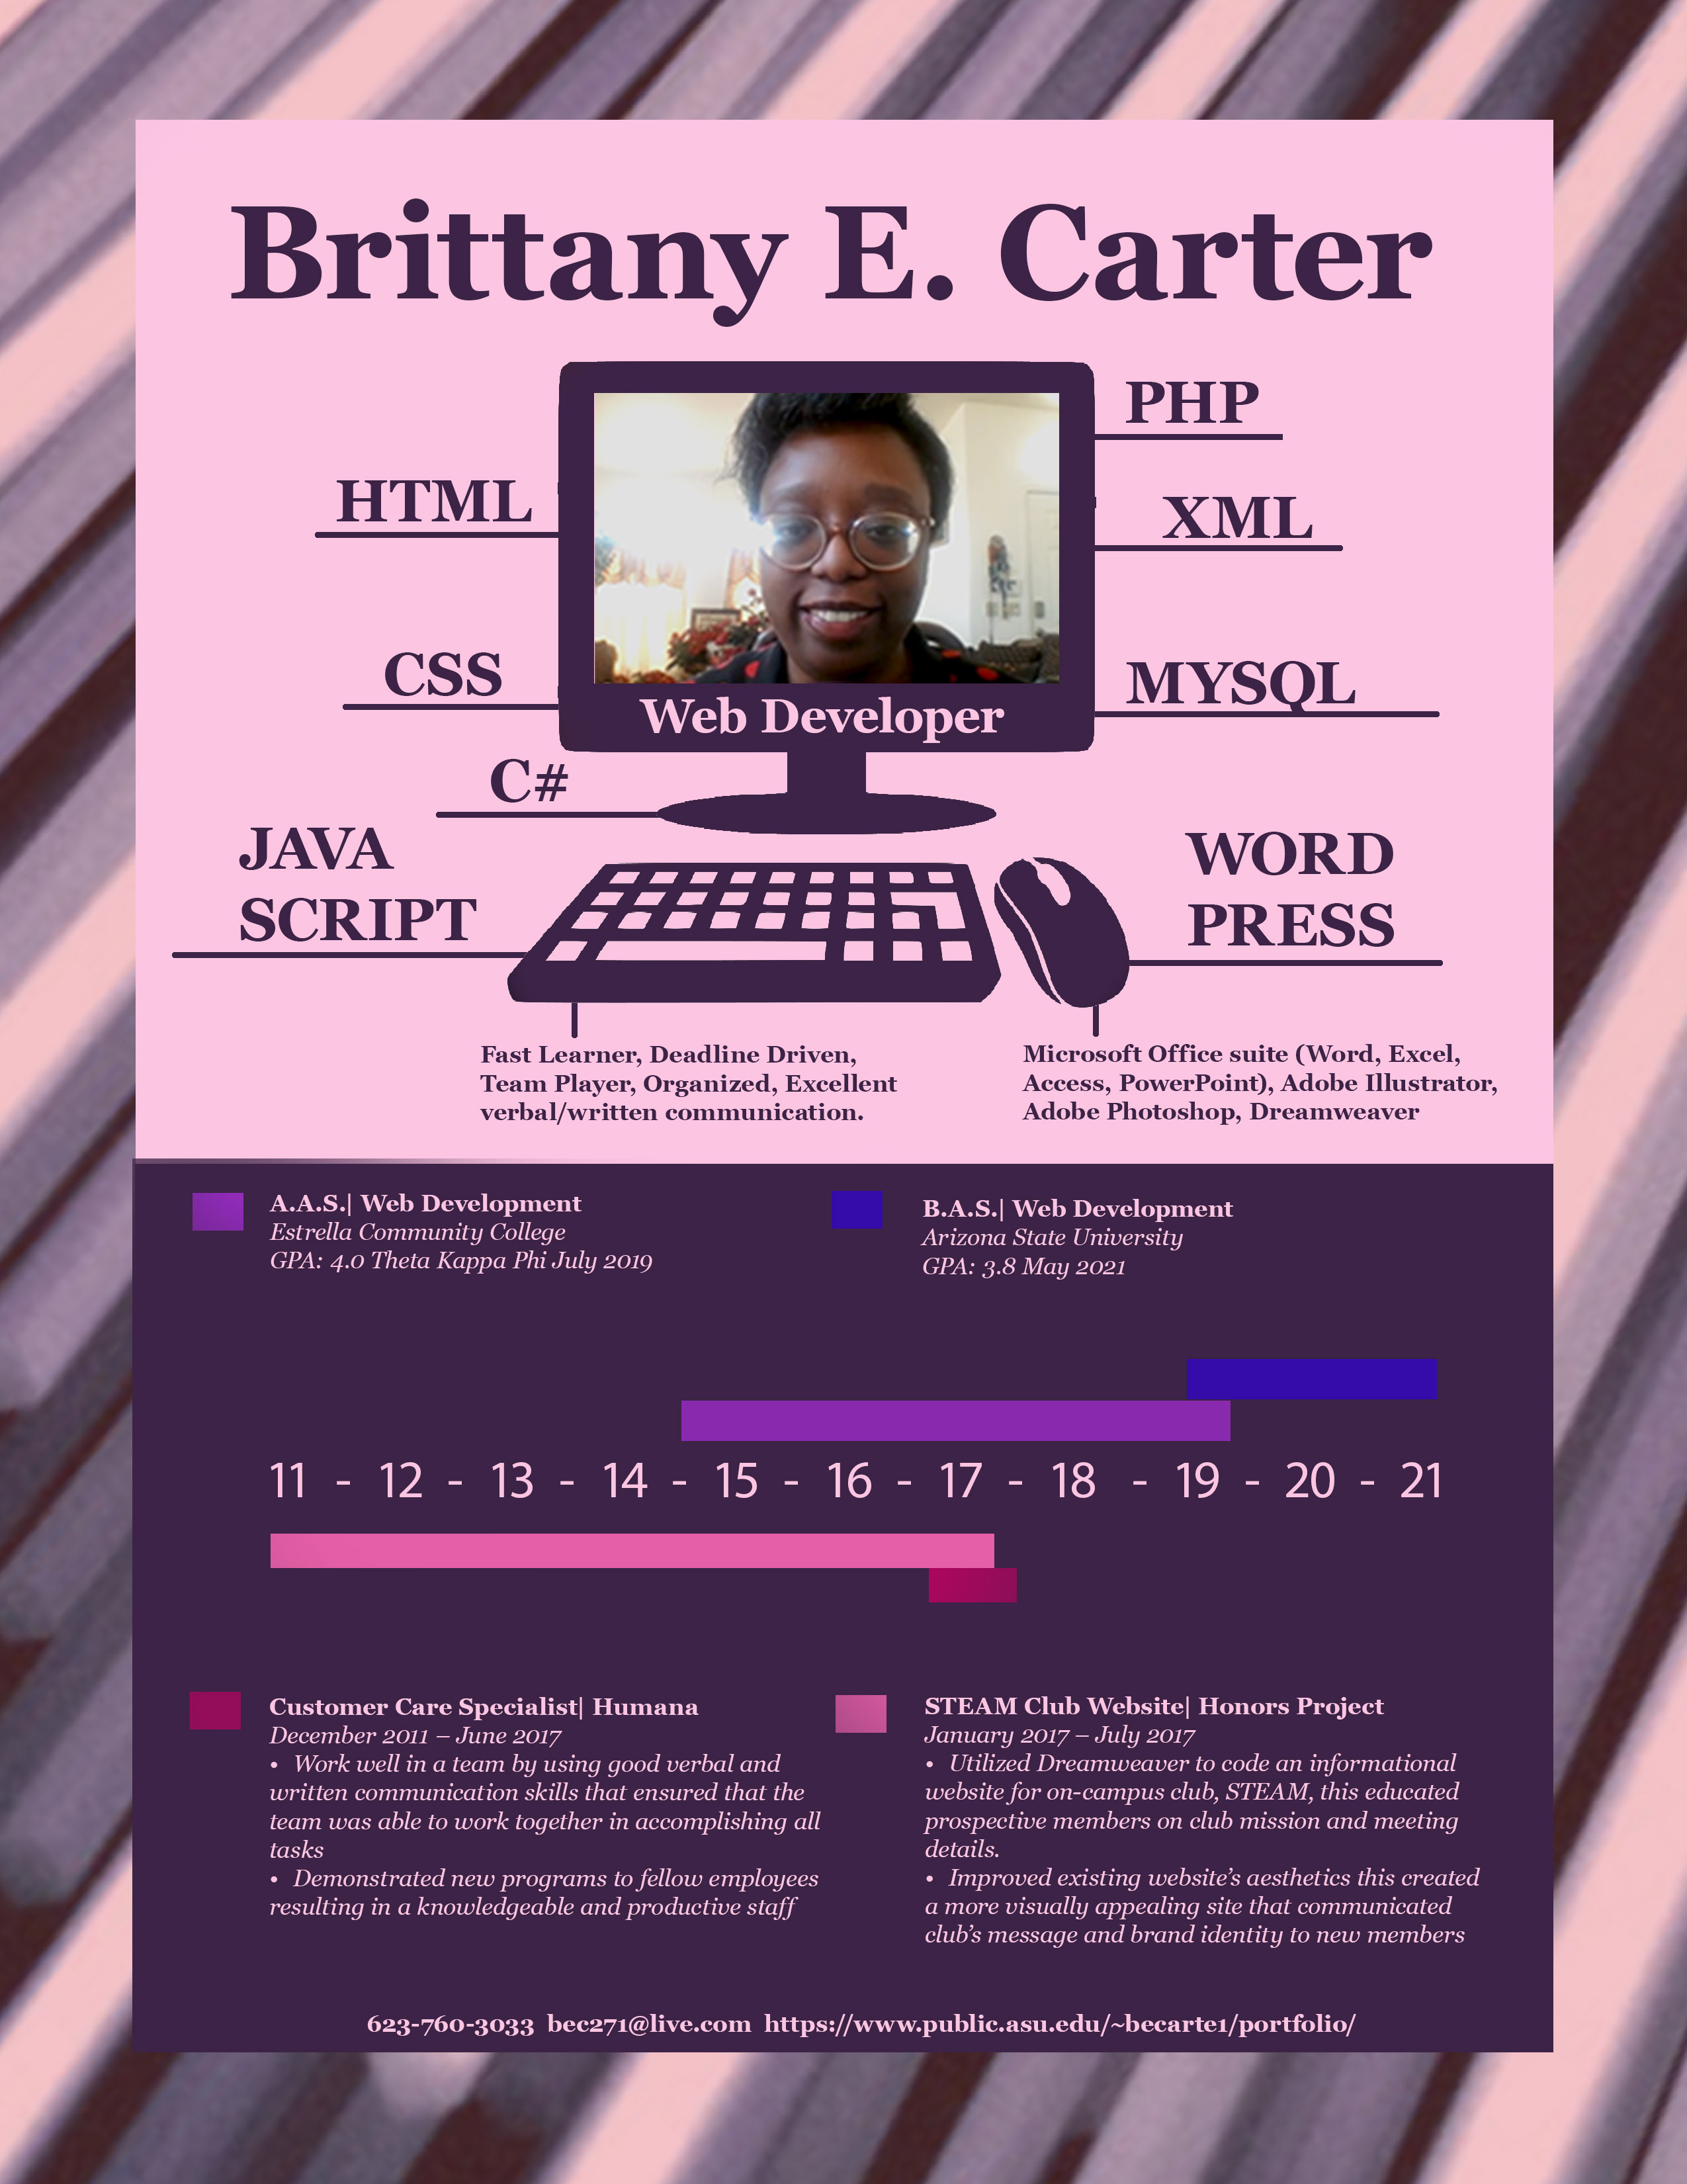 Brittany E. Carter
PHP
HTML
XML
CSS
MYSQL
Web Developer
C#
JAVA
SCRIPT
WORD
PRESS
Fast Learner, Deadline Driven,
Team Player, Organized, Excellent
verbal/written communication.
Microsoft Office suite (Word, Excel,
Access, PowerPoint), Adobe Illustrator,
Adobe Photoshop, Dreamweaver
A.A.S.| Web Development
Estrella Community College
GPA: 4.0 Theta Kappa Phi July 2019
B.A.S.| Web Development
Arizona State University
GPA: 3.8 May 2021
11 - 12 - 13 - 14 - 15 - 16 - 17 - 18 - 19 - 20 - 21
Customer Care Specialist| Humana
December 2011 – June 2017
• Work well in a team by using good verbal and
written communication skills that ensured that the
team was able to work together in accomplishing all
tasks
• Demonstrated new programs to fellow employees
resulting in a knowledgeable and productive staff
STEAM Club Website| Honors Project
January 2017 – July 2017
• Utilized Dreamweaver to code an informational
website for on-campus club, STEAM, this educated
prospective members on club mission and meeting
details.
• Improved existing website’s aesthetics this created
a more visually appealing site that communicated
club’s message and brand identity to new members
623-760-3033 bec271@live.com https://www.public.asu.edu/~becarte1/portfolio/